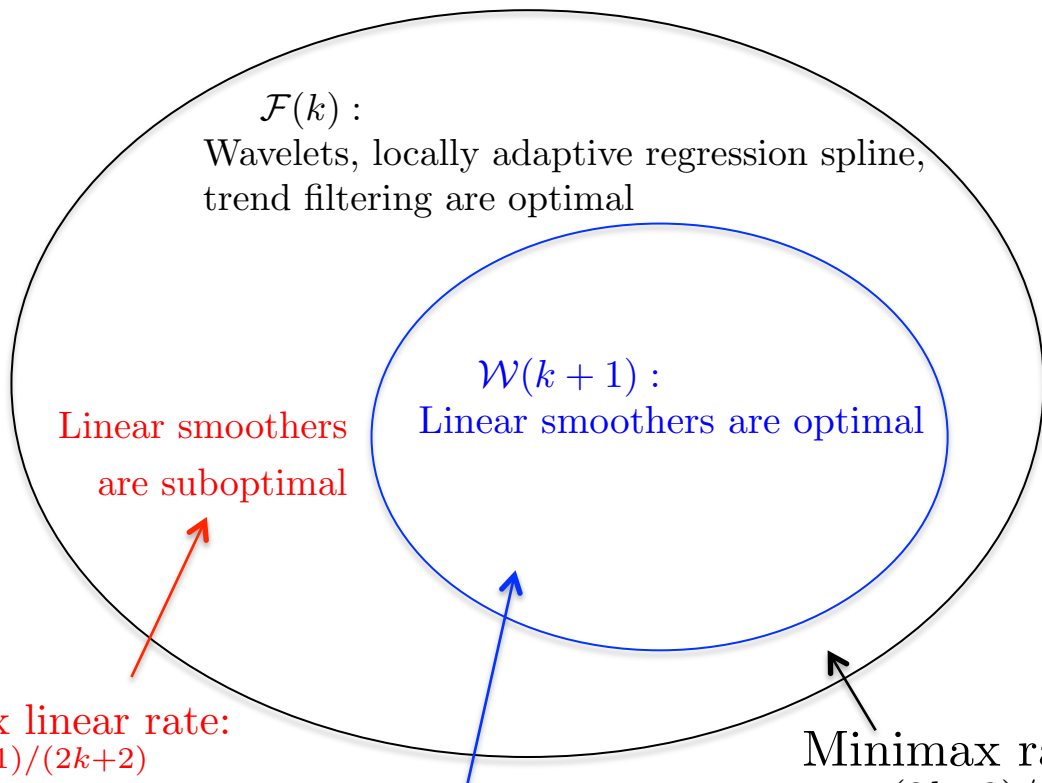 𝓕(k) :
Wavelets, locally adaptive regression spline,
trend filtering are optimal
𝓦(k + 1) :
Linear smoothers are optimal
Linear smoothers
are suboptimal
linear rate:
1)/(2k+2)
Minimax